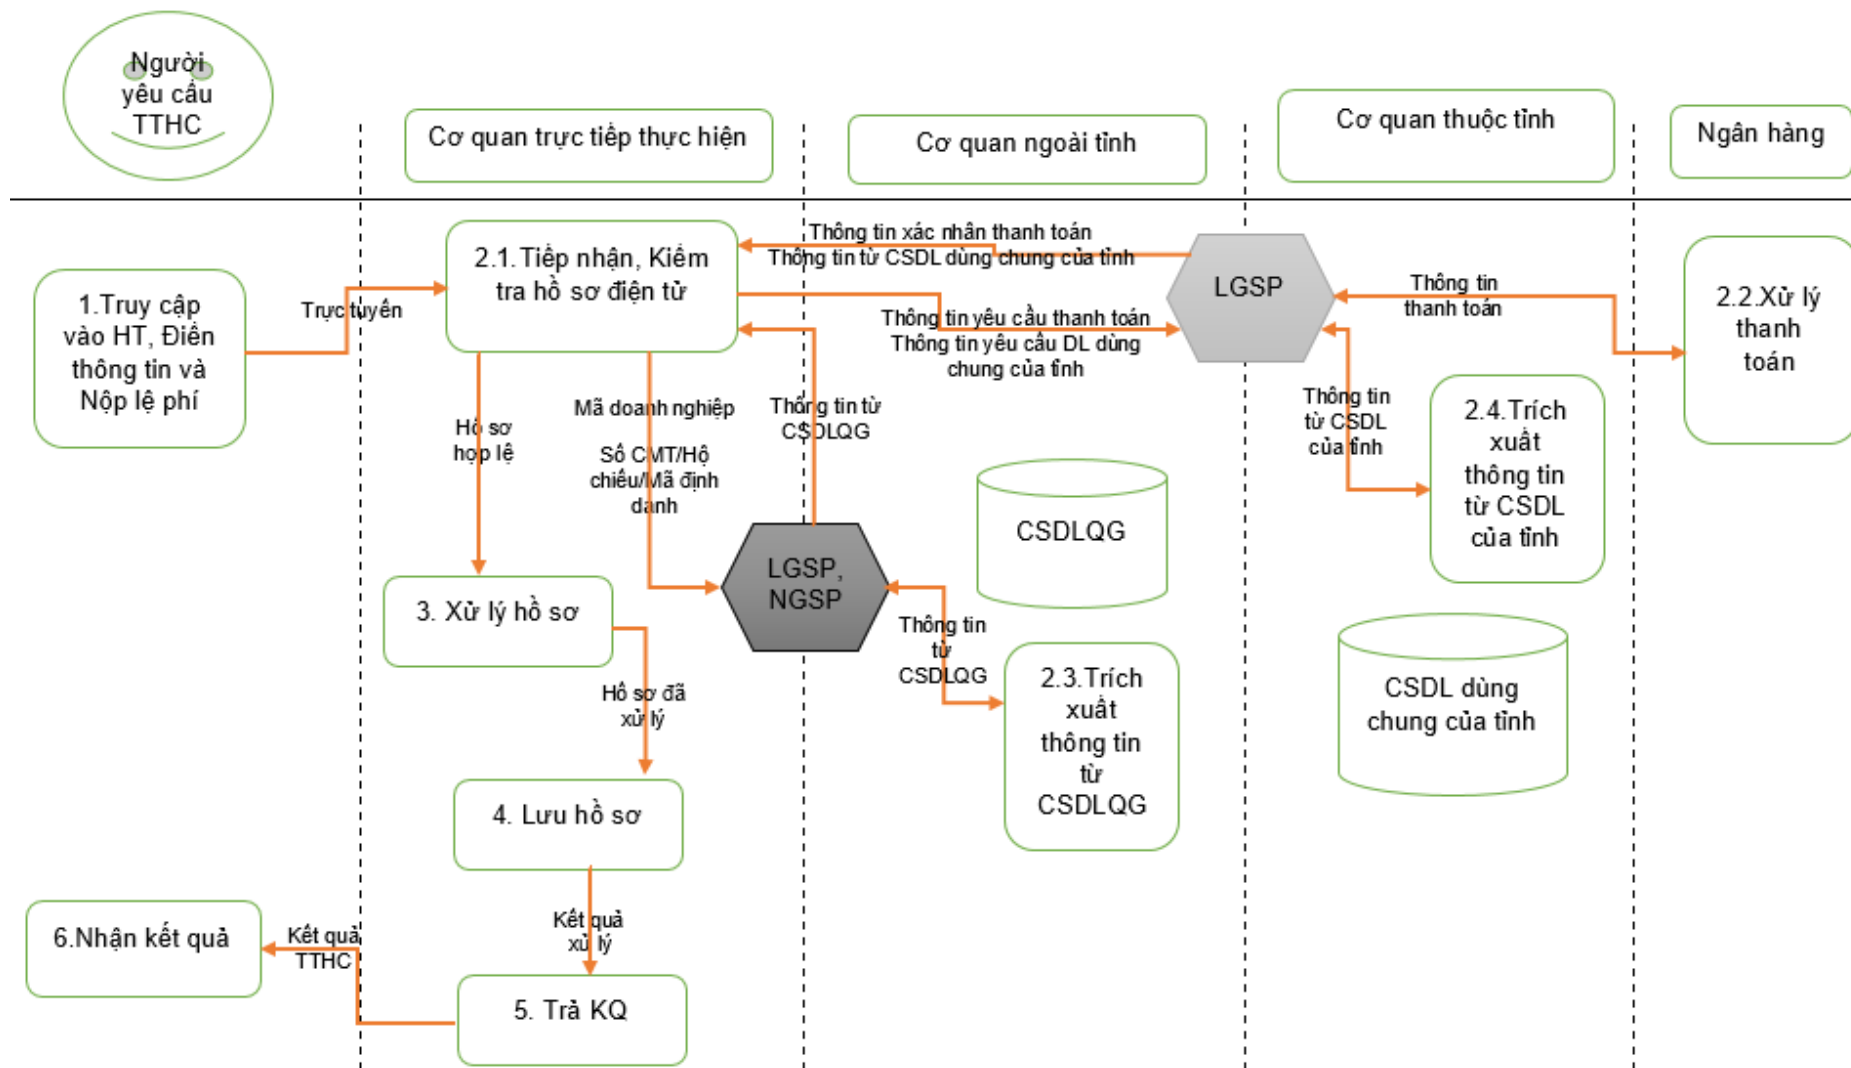 Người
yêu cầu
TTHC
Cơ quan trực tiếp thực hiện
Cơ quan ngoài tỉnh
Cơ quan thuộc tỉnh
Ngân hàng
1.Truy cập
vào HT, Điền
thông tin và
Nộp lệ phí
Trực tuyến
2.1.Tiếp nhận, Kiểm
tra hồ sơ điện tử
Thông tin xác nhận thanh toán
Thông tin từ CSDL dùng chung của tỉnh
Thông tin yêu cầu thanh toán
Thông tin yêu cầu DL dùng
chung của tỉnh
LGSP
Thông tin
thanh toán
2.2.Xử lý
thanh
toán
Hồ sơ
hợp lệ
Mã doanh nghiệp
Số CMT/Hộ
chiếu/Mã định
danh
Thông tin từ
CSDLQG
Thông tin
từ CSDL
của tỉnh
2.4.Trích
xuất
thông tin
từ CSDL
của tỉnh
CSDLQG
LGSP,
NGSP
3. Xử lý hồ sơ
Thông tin
từ
CSDLQG
2.3.Trích
xuất
thông tin
từ
CSDLQG
CSDL dùng
chung của tỉnh
Hồ sơ đã
xử lý
4. Lưu hồ sơ
Kết quả
xử lý
6.Nhận kết quả
Kết quả
TTHC
5. Trả KQ